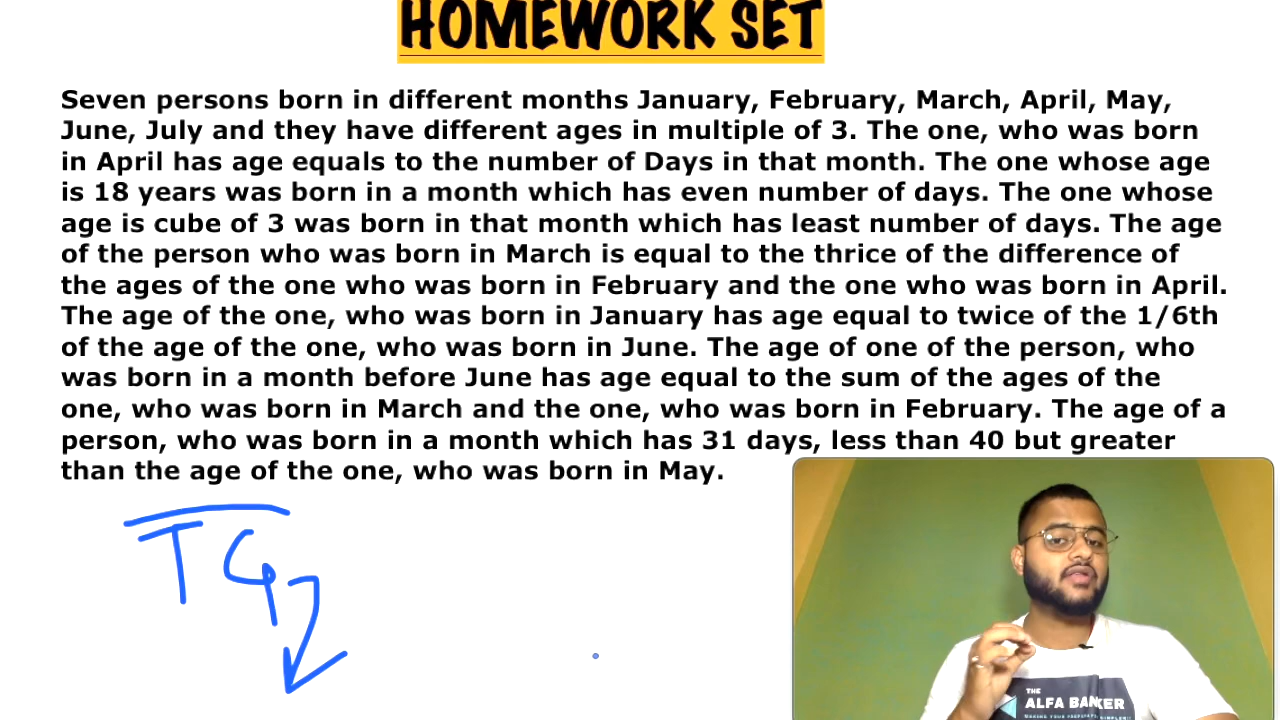 HOMEWORK SET
Seven persons born in different months January, February, March, April, May,
June, July and they have different ages in multiple of 3. The one, who was born
in April has age equals to the number of Days in that month. The one whose age
is 18 years was born in a month which has even number of days. The one whose
age is cube of 3 was born in that month which has least number of days. The age
of the person who was born in March is equal to the thrice of the difference of
the ages of the one who was born in February and the one who was born in April.
The age of the one, who was born in January has age equal to twice of the 1/6th
of the age of the one, who was born in June. The age of one of the person, who
was born in a month before June has age equal to the sum of the ages of the
one, who was born in March and the one, who was born in February. The age of a
person, who was born in a month which has 31 days, less than 40 but greater
than the age of the one, who was born in May.
THE
ALFA BANKER